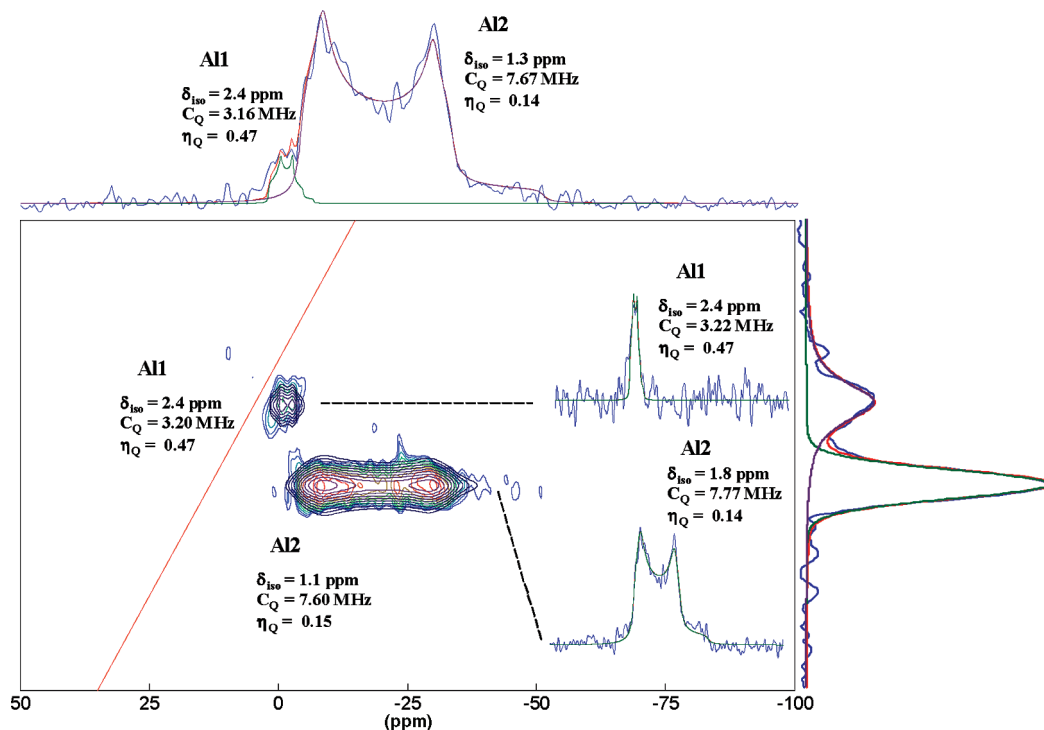 Al1
δiso = 2.4 ppm
CQ = 3.16 MHz
ηQ = 0.47
Al2
δiso = 1.3 ppm
CQ = 7.67 MHz
ηQ = 0.14
Al1
δiso = 2.4 ppm
CQ = 3.22 MHz
ηQ = 0.47
Al1
δiso = 2.4 ppm
CQ = 3.20 MHz
ηQ = 0.47
Al2
δiso = 1.8 ppm
CQ = 7.77 MHz
ηQ = 0.14
Al2
δiso = 1.1 ppm
CQ = 7.60 MHz
ηQ = 0.15
50 25 0 -25 -50 -75 -100
(ppm)